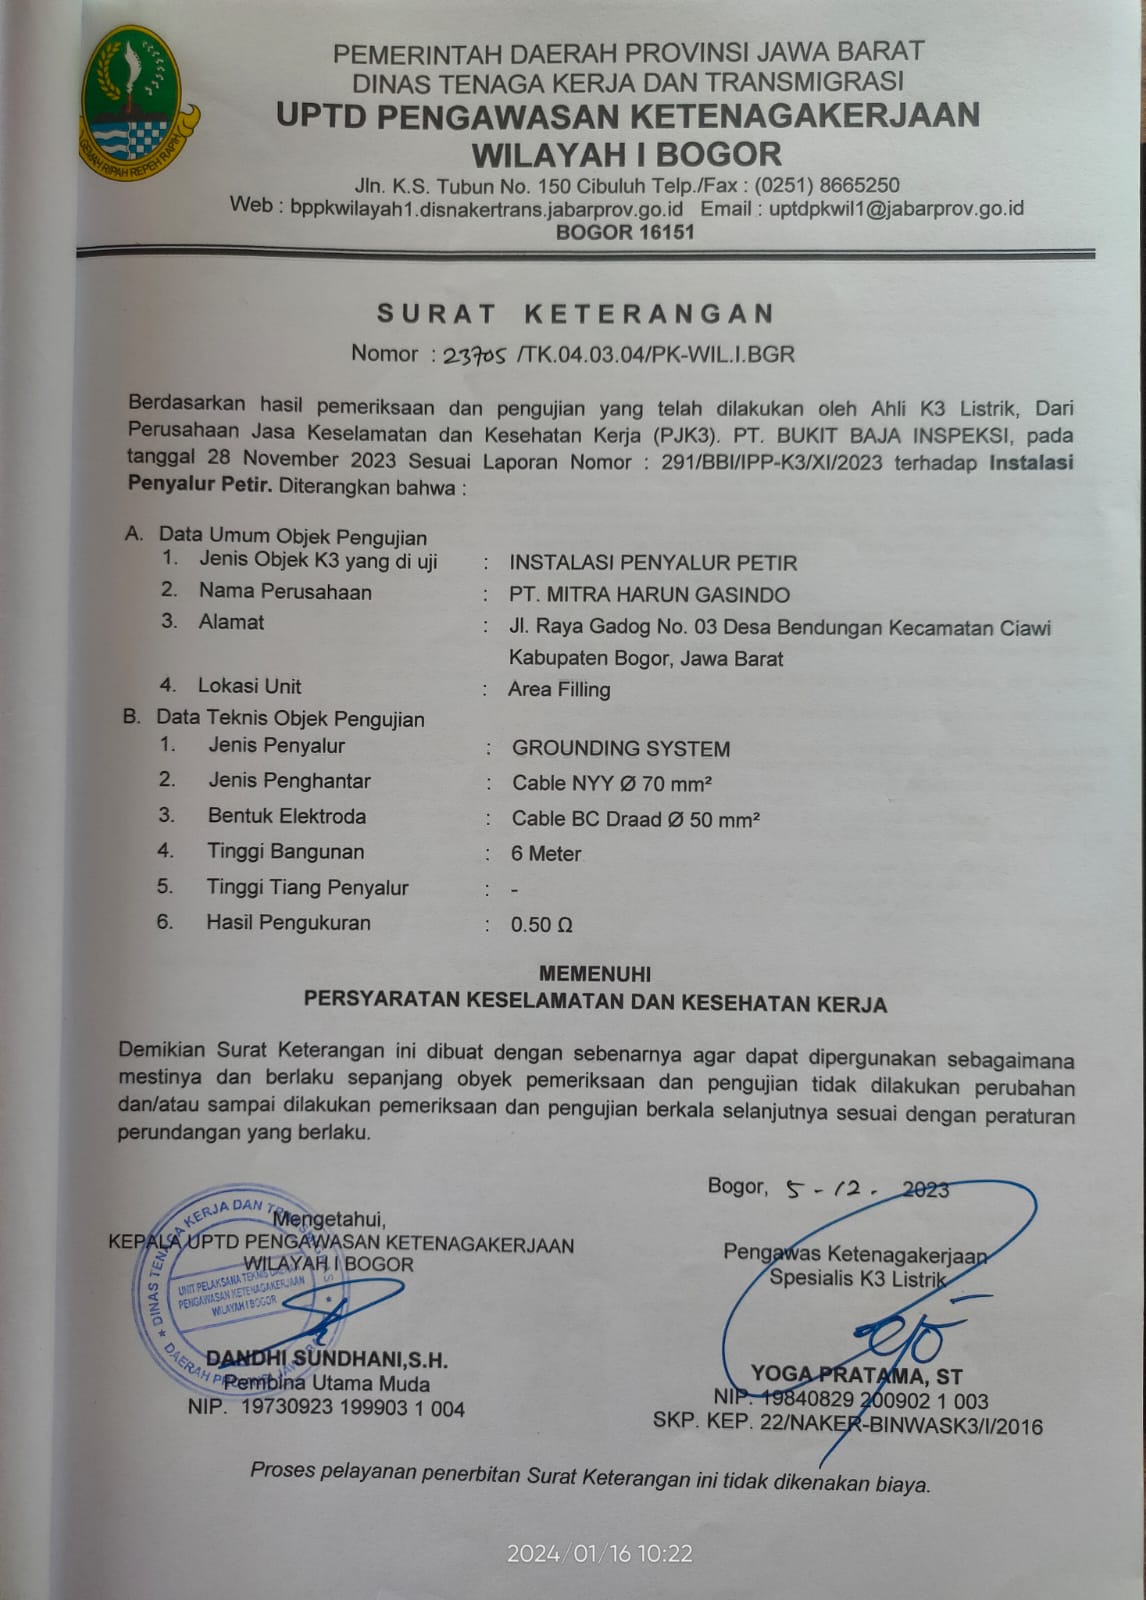 PEMERINTAH DAERAH PROVINSI JAWA BARAT
DINAS TENAGA KERJA DAN TRANSMIGRASI
UPTD PENGAWASAN KETENAGAKERJAAN
WILAYAH I BOGOR
Jln. K.S. Tubun No. 150 Cibuluh Telp./Fax : (0251) 8665250
Web : bppkwilayah1.disnakertrans.jabarprov.go.id Email : uptdpkwil1@jabarprov.go.id
BOGOR 16151
GEMAH RIPAH REPEH RAPIH
SURAT KETERANGAN
Nomor : 23705 /TK.04.03.04/PK-WIL.I.BGR
Berdasarkan hasil pemeriksaan dan pengujian yang telah dilakukan oleh Ahli K3 Listrik, Dari
Perusahaan Jasa Keselamatan dan Kesehatan Kerja (PJK3). PT. BUKIT BAJA INSPEKSI, pada
tanggal 28 November 2023 Sesuai Laporan Nomor : 291/BBI/IPP-K3/XI/2023 terhadap Instalasi
Penyalur Petir. Diterangkan bahwa :
A. Data Umum Objek Pengujian
1. Jenis Objek K3 yang di uji : INSTALASI PENYALUR PETIR
2. Nama Perusahaan : PT. MITRA HARUN GASINDO
3. Alamat : Jl. Raya Gadog No. 03 Desa Bendungan Kecamatan Ciawi
Kabupaten Bogor, Jawa Barat
4. Lokasi Unit : Area Filling
B. Data Teknis Objek Pengujian
1. Jenis Penyalur : GROUNDING SYSTEM
2. Jenis Penghantar : Cable NYY Ø 70 mm²
3. Bentuk Elektroda : Cable BC Draad Ø 50 mm²
4. Tinggi Bangunan : 6 Meter
5. Tinggi Tiang Penyalur : -
6. Hasil Pengukuran : 0.50 Ω
MEMENUHI
PERSYARATAN KESELAMATAN DAN KESEHATAN KERJA
Demikian Surat Keterangan ini dibuat dengan sebenarnya agar dapat dipergunakan sebagaimana
mestinya dan berlaku sepanjang obyek pemeriksaan dan pengujian tidak dilakukan perubahan
dan/atau sampai dilakukan pemeriksaan dan pengujian berkala selanjutnya sesuai dengan peraturan
perundangan yang berlaku.
Bogor, 5 - 12 - 2023
Mengetahui,
KEPALA UPTD PENGAWASAN KETENAGAKERJAAN
WILAYAH I BOGOR
Pengawas Ketenagakerjaan
Spesialis K3 Listrik
DINAS TENAGA KERJA DAN
UNIT PELAKSANA TEKNIS
PENGAWASAN KETENAGAKERJAAN
WILAYAH I BOGOR
DAERAH
DANDHI SUNDHANI,S.H.
Pembina Utama Muda
NIP. 19730923 199903 1 004
YOGA PRATAMA, ST
NIP. 19840829 200902 1 003
SKP. KEP. 22/NAKER-BINWASK3/I/2016
Proses pelayanan penerbitan Surat Keterangan ini tidak dikenakan biaya.
2024/01/16 10:22